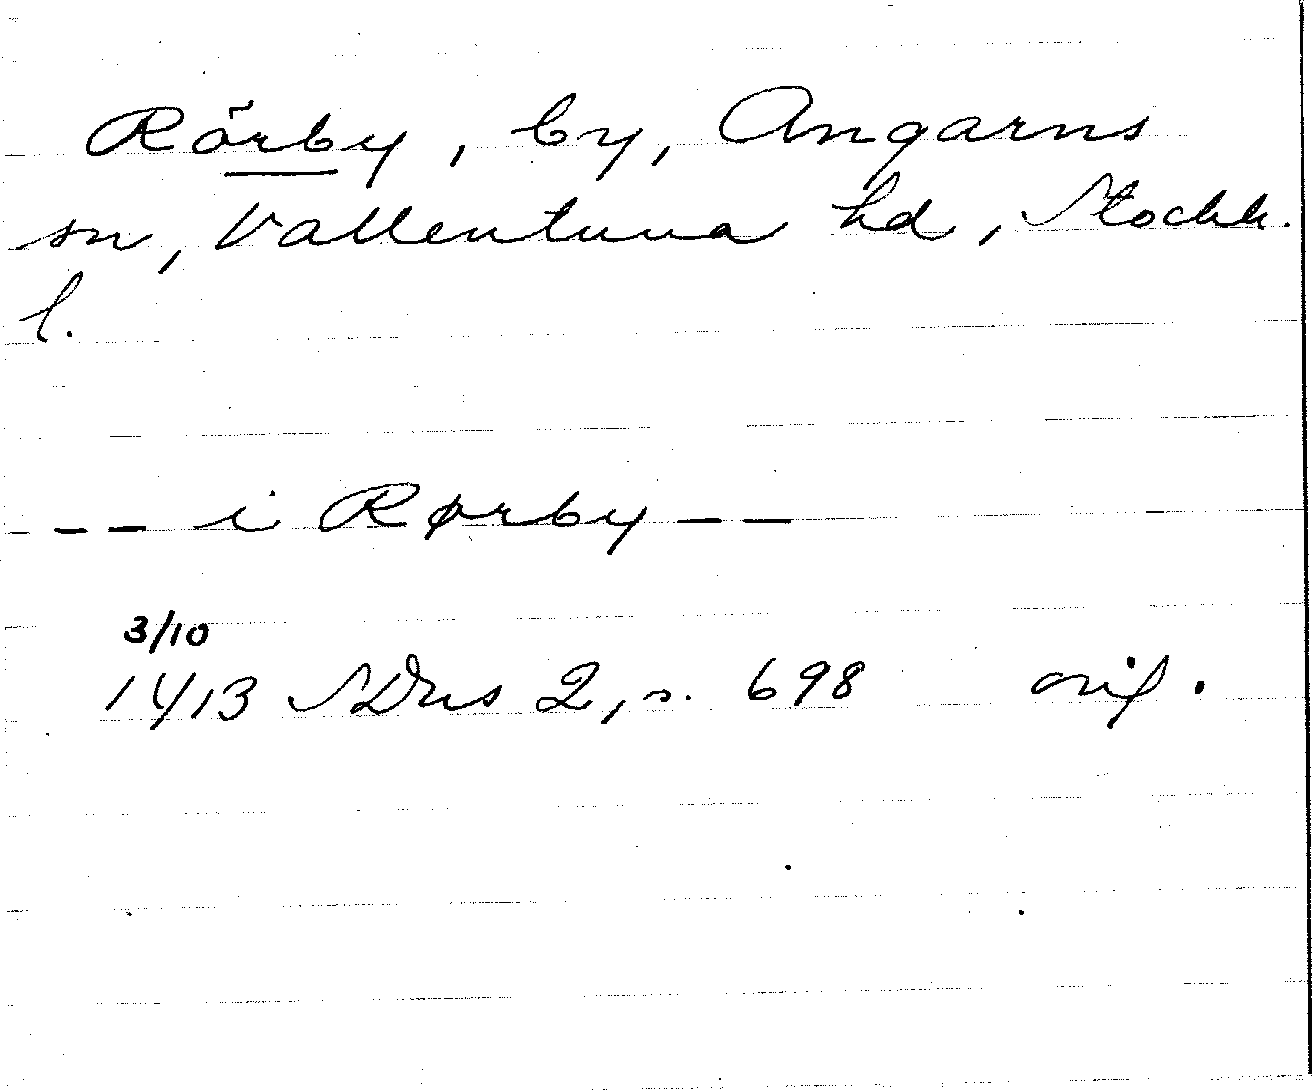 Rörby, by, Angarns
sn, Vallentuna hd, Stockh.
l.
-- i Rørby --
3/10
1413 SDns 2, s. 698 orig.